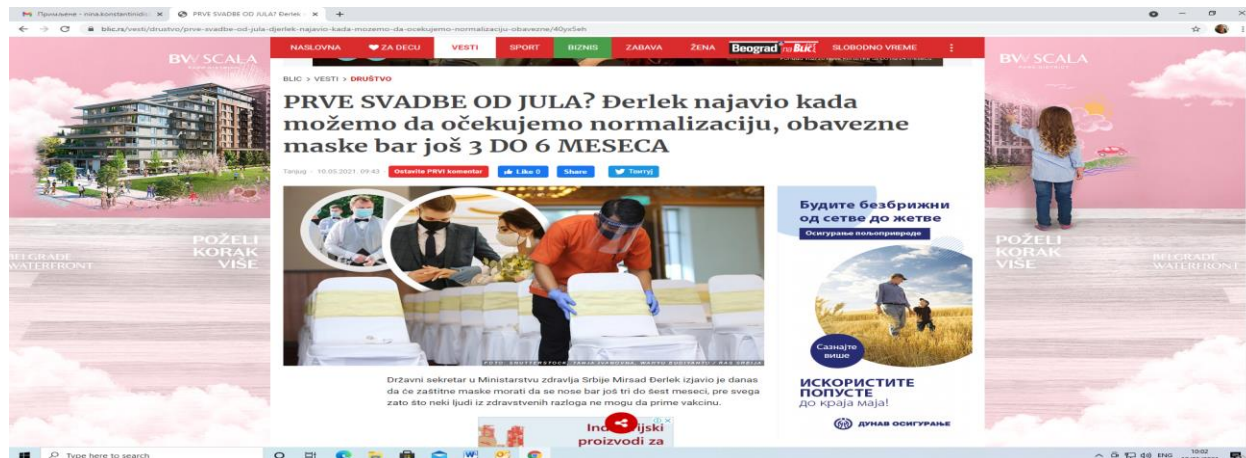 PRVE SVADBE OD JULA? Đerlek
blic.rs/vesti/drustvo/prve-svadbe-od-jula-djerlek-najavio-kada-mozemo-da-ocekujemo-normalizaciju-obavezne/
NASLOVNA ZA DECU VESTI SPORT BIZNIS ZABAVA ŽENA Beograd na Blic SLOBODNO VREME
BLIC > VESTI > DRUŠTVO
PRVE SVADBE OD JULA? Đerlek najavio kada
možemo da očekujemo normalizaciju, obavezne
maske bar još 3 DO 6 MESECA
Tanjug - 10.05.2021. 09:43 Ostavite PRVI komentar Like 0 Share Твитуј
Državni sekretar u Ministarstvu zdravlja Srbije Mirsad Đerlek izjavio je danas
da će zaštitne maske morati da se nose bar još tri do šest meseci, pre svega
zato što neki ljudi iz zdravstvenih razloga ne mogu da prime vakcinu.
proizvodi za
BW SCALA
POŽELI
KORAK
VIŠE
BELGRADE
WATERFRONT
Будите безбрижни
од сетве до жетве
Осигурање пољопривреде
Сазнајте
више
ИСКОРИСТИТЕ
ПОПУСТЕ
до краја маја!
ДУНАВ ОСИГУРАЊЕ
BW SCALA
POŽELI
KORAK
VIŠE
BELGRADE
WATERFRONT
Type here to search
ENG
10:02